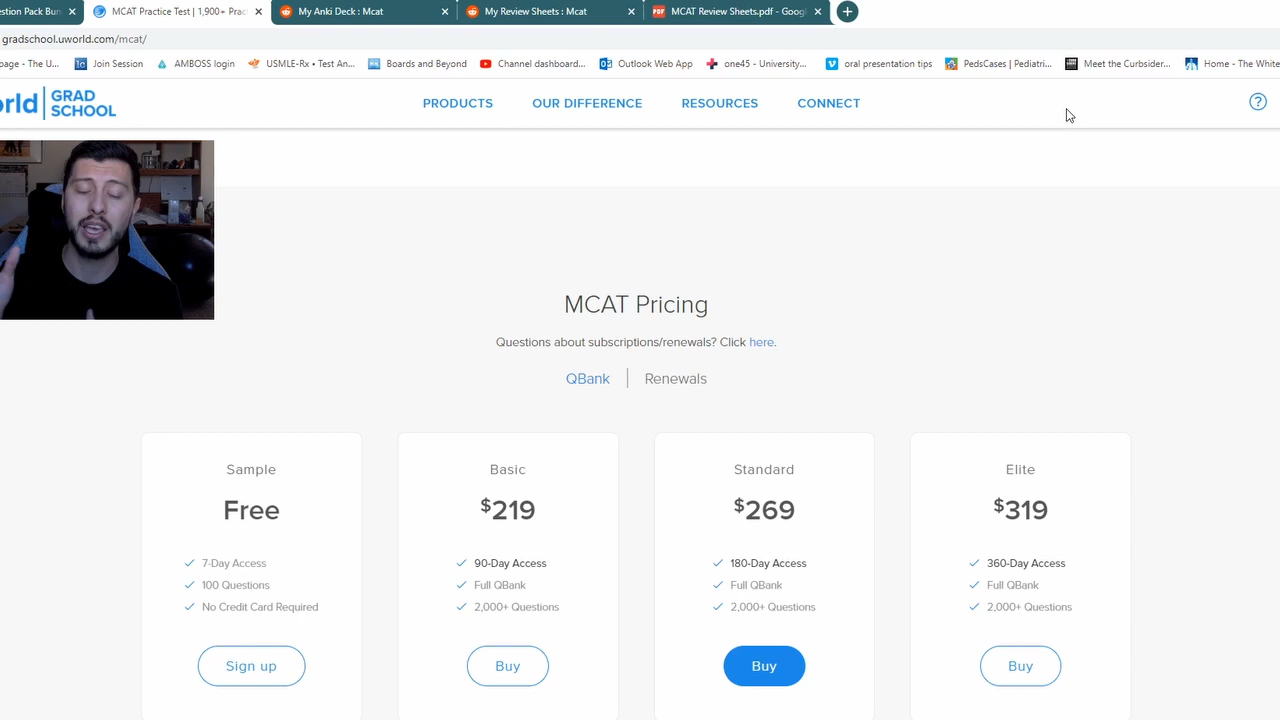 estion Pack Bun
MCAT Practice Test | 1,900+ Prac
My Anki Deck : Mcat
My Review Sheets : Mcat
PDF
MCAT Review Sheets.pdf - Googl
gradschool.uworld.com/mcat/
page - The U...
Join Session
AMBOSS login
USMLE-Rx • Test An...
Boards and Beyond
Channel dashboard...
Outlook Web App
one45 - University...
oral presentation tips
PedsCases | Pediatri...
Meet the Curbsider...
Home - The White
orld
GRAD
SCHOOL
PRODUCTS
OUR DIFFERENCE
RESOURCES
CONNECT
?
MCAT Pricing
Questions about subscriptions/renewals? Click here.
QBank | Renewals
Sample
Free
7-Day Access
100 Questions
No Credit Card Required
Sign up
Basic
$219
90-Day Access
Full QBank
2,000+ Questions
Buy
Standard
$269
180-Day Access
Full QBank
2,000+ Questions
Buy
Elite
$319
360-Day Access
Full QBank
2,000+ Questions
Buy